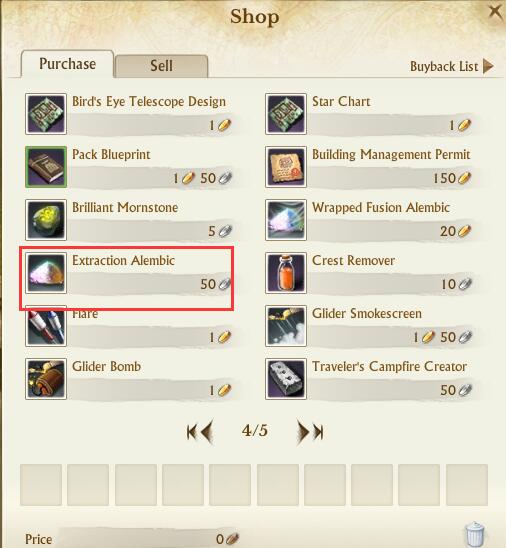 Shop
Purchase
Sell
Buyback List
Bird's Eye Telescope Design
1
Star Chart
1
Pack Blueprint
1 50
Building Management Permit
150
Brilliant Mornstone
5
Wrapped Fusion Alembic
20
Extraction Alembic
50
Crest Remover
10
Flare
1
Glider Smokescreen
1 50
Glider Bomb
1
Traveler's Campfire Creator
50
4/5
Price 0